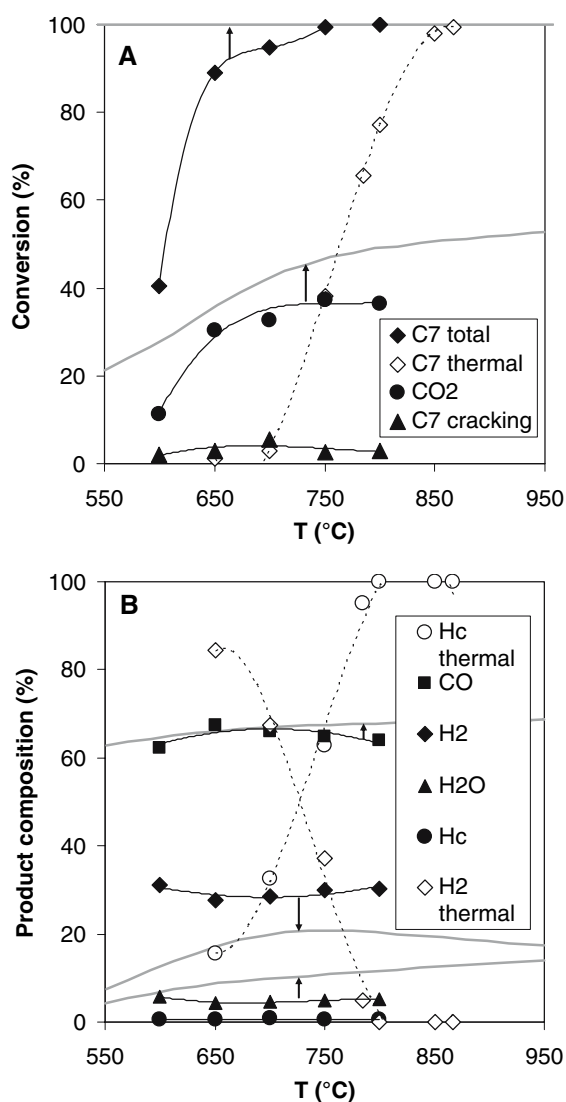 A
100
80
60
40
20
0
Conversion (%)
C7 total
C7 thermal
CO2
C7 cracking
550 650 750 850 950
T (°C)
B
100
80
60
40
20
0
Product composition (%)
Hc
thermal
CO
H2
H2O
Hc
H2
thermal
550 650 750 850 950
T (°C)